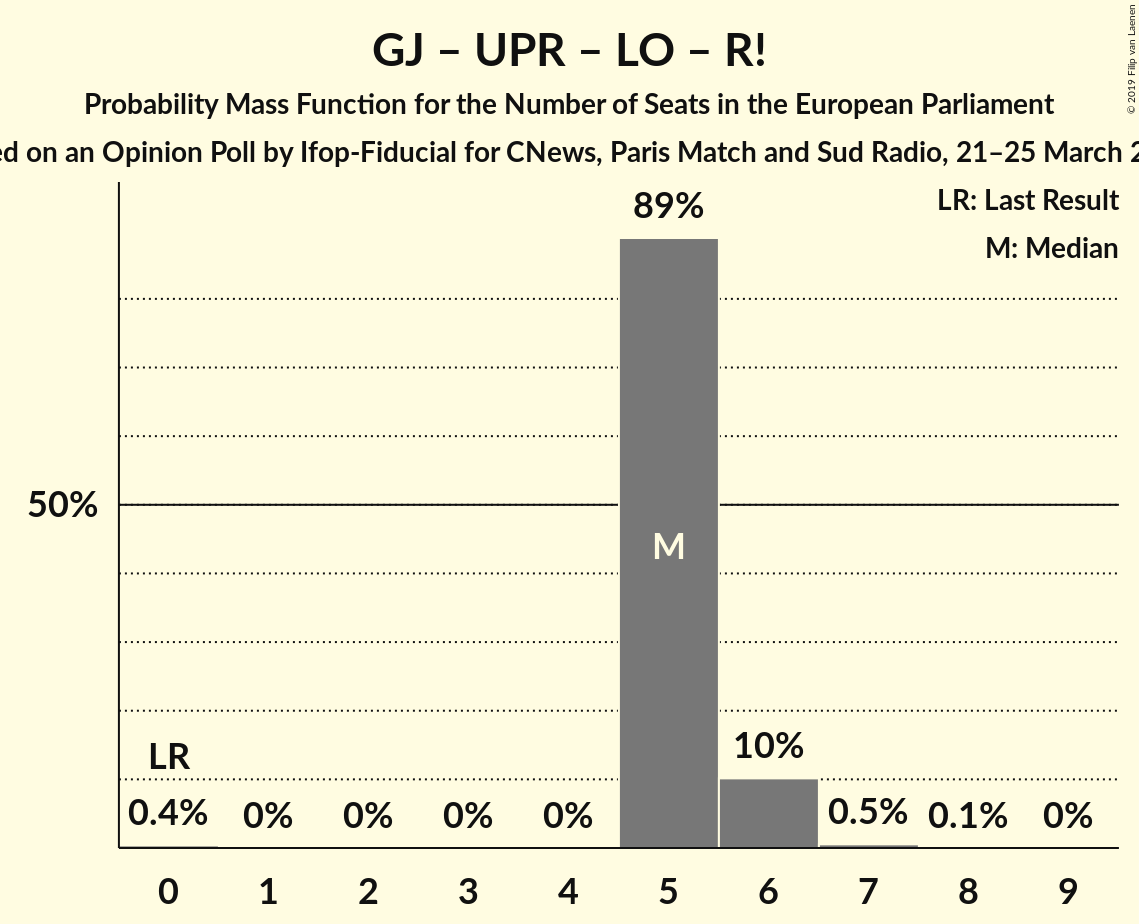 GJ – UPR – LO – R!
Probability Mass Function for the Number of Seats in the European Parliament
on an Opinion Poll by Ifop-Fiducial for CNews, Paris Match and Sud Radio, 21–25 March
© 2019 Filip van Laenen
LR: Last Result
M: Median
89%
50%
M
LR
10%
0.4% 0% 0% 0% 0% 0.5% 0.1% 0%
0 1 2 3 4 5 6 7 8 9